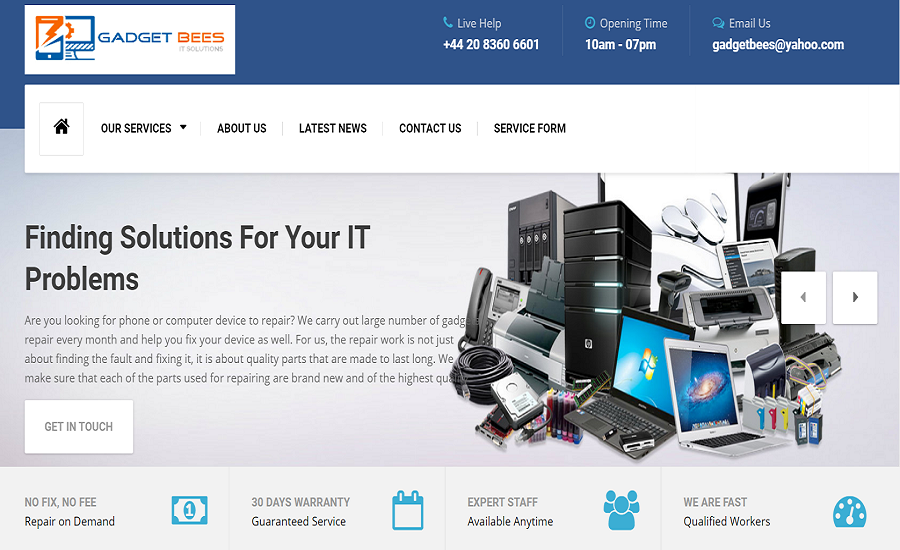 GADGET BEES
IT SOLUTIONS
Live Help
+44 20 8360 6601
Opening Time
10am - 07pm
Email Us
gadgetbees@yahoo.com
OUR SERVICES
ABOUT US
LATEST NEWS
CONTACT US
SERVICE FORM
Finding Solutions For Your IT
Problems
Are you looking for phone or computer device to repair? We carry out large number of
repair every month and help you fix your device as well. For us, the repair work is not just
about finding the fault and fixing it, it is about quality parts that are made to last long. We
make sure that each of the parts used for repairing are brand new and of the highest
GET IN TOUCH
NO FIX, NO FEE
Repair on Demand
1
30 DAYS WARRANTY
Guaranteed Service
EXPERT STAFF
Available Anytime
WE ARE FAST
Qualified Workers